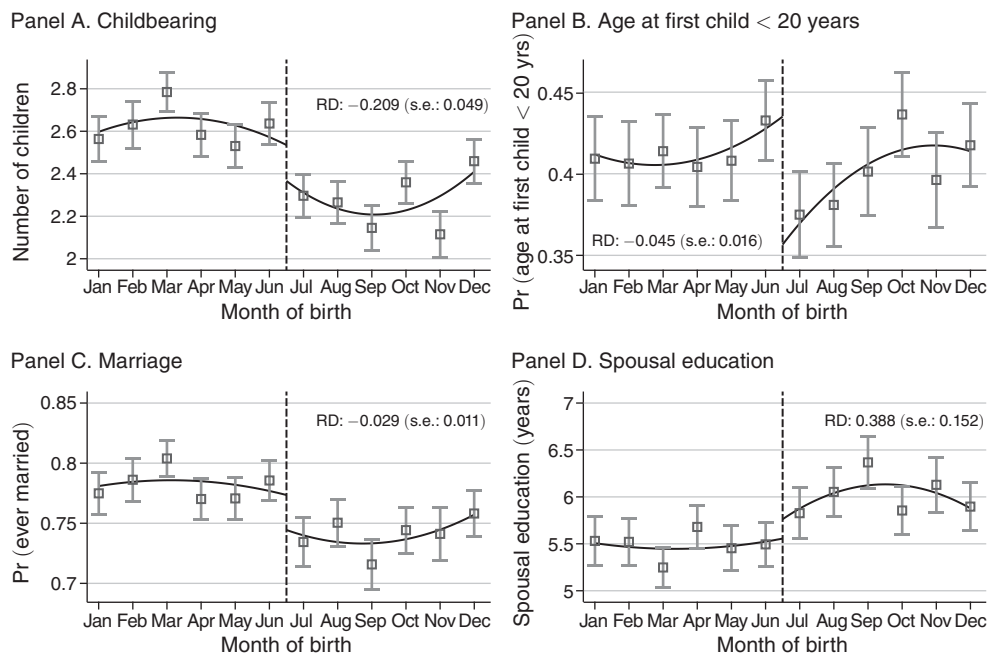 Panel A. Childbearing
Number of children
2.8
2.6
2.4
2.2
2
RD: −0.209 (s.e.: 0.049)
Jan Feb Mar Apr May Jun Jul Aug Sep Oct Nov Dec
Month of birth
Panel B. Age at first child < 20 years
Pr (age at first child < 20 yrs)
0.45
0.4
0.35
RD: −0.045 (s.e.: 0.016)
Jan Feb Mar Apr May Jun Jul Aug Sep Oct Nov Dec
Month of birth
Panel C. Marriage
Pr (ever married)
0.85
0.8
0.75
0.7
RD: −0.029 (s.e.: 0.011)
Jan Feb Mar Apr May Jun Jul Aug Sep Oct Nov Dec
Month of birth
Panel D. Spousal education
Spousal education (years)
7
6.5
6
5.5
5
RD: 0.388 (s.e.: 0.152)
Jan Feb Mar Apr May Jun Jul Aug Sep Oct Nov Dec
Month of birth